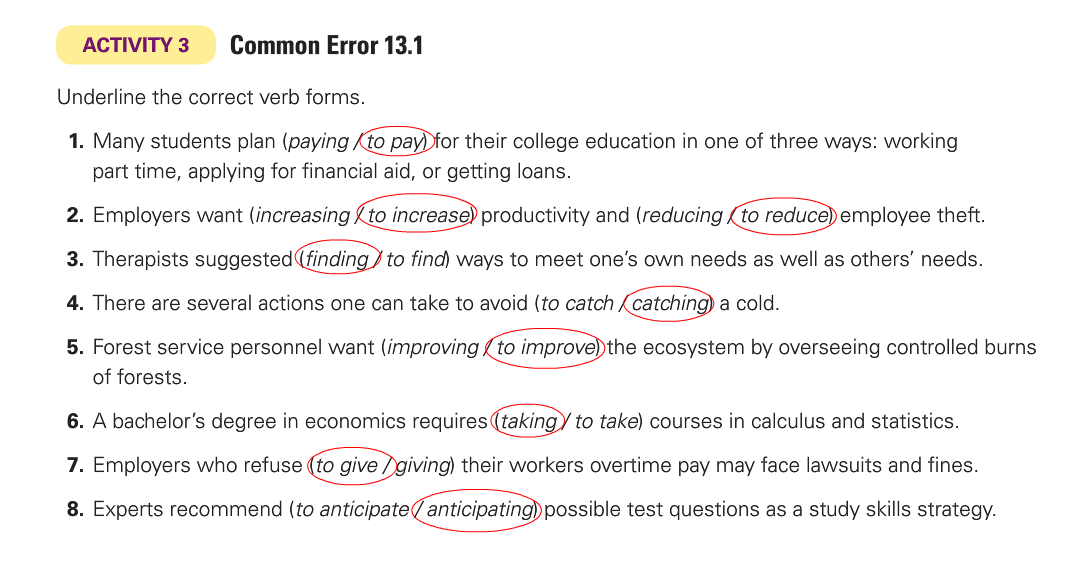 ACTIVITY 3 Common Error 13.1
Underline the correct verb forms.
1. Many students plan (paying / to pay) for their college education in one of three ways: working
part time, applying for financial aid, or getting loans.
2. Employers want (increasing / to increase) productivity and (reducing / to reduce) employee theft.
3. Therapists suggested (finding / to find) ways to meet one’s own needs as well as others’ needs.
4. There are several actions one can take to avoid (to catch / catching) a cold.
5. Forest service personnel want (improving / to improve) the ecosystem by overseeing controlled burns
of forests.
6. A bachelor’s degree in economics requires (taking / to take) courses in calculus and statistics.
7. Employers who refuse (to give / giving) their workers overtime pay may face lawsuits and fines.
8. Experts recommend (to anticipate / anticipating) possible test questions as a study skills strategy.